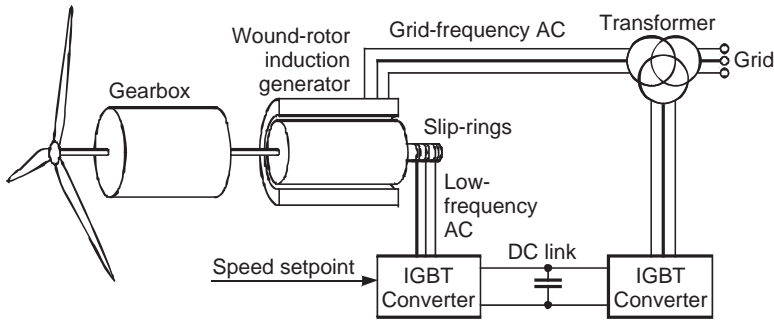 Transformer
Wound-rotor
induction
generator
Grid-frequency AC
Grid
Gearbox
Slip-rings
Low-
frequency
AC
DC link
Speed setpoint
IGBT
Converter
IGBT
Converter